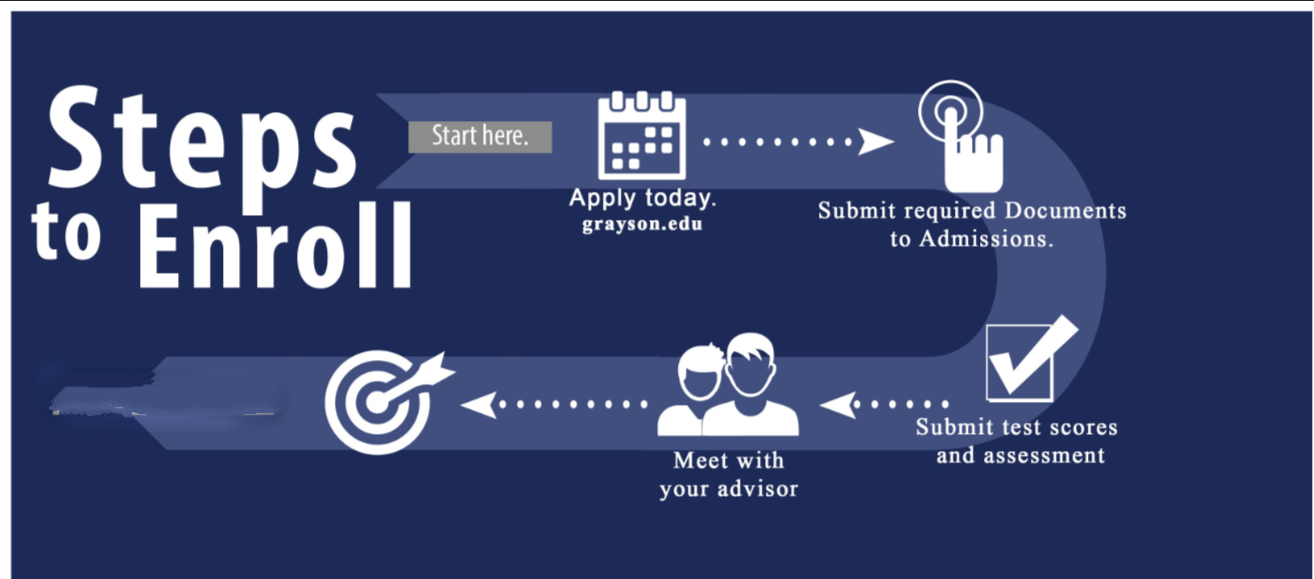 Steps
to Enroll
Start here.
Apply today.
grayson.edu
Submit required Documents
to Admissions.
Submit test scores
and assessment
Meet with
your advisor